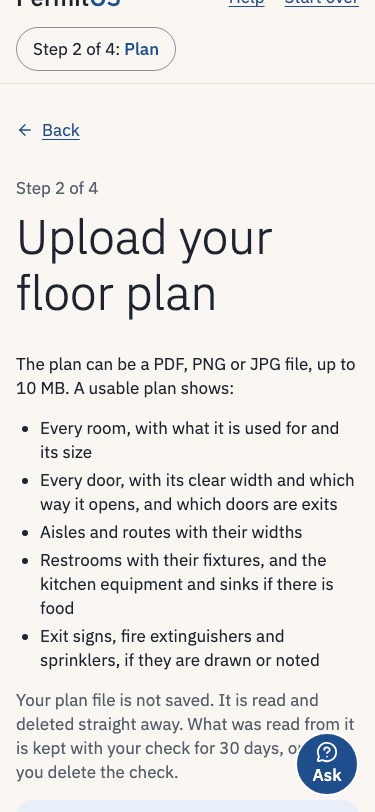 PermitOS
Help Start over
Step 2 of 4: Plan
← Back
Step 2 of 4
Upload your
floor plan
The plan can be a PDF, PNG or JPG file, up to
10 MB. A usable plan shows:
• Every room, with what it is used for and
its size
• Every door, with its clear width and which
way it opens, and which doors are exits
• Aisles and routes with their widths
• Restrooms with their fixtures, and the
kitchen equipment and sinks if there is
food
• Exit signs, fire extinguishers and
sprinklers, if they are drawn or noted
Your plan file is not saved. It is read and
deleted straight away. What was read from it
is kept with your check for 30 days,
you delete the check.
Ask